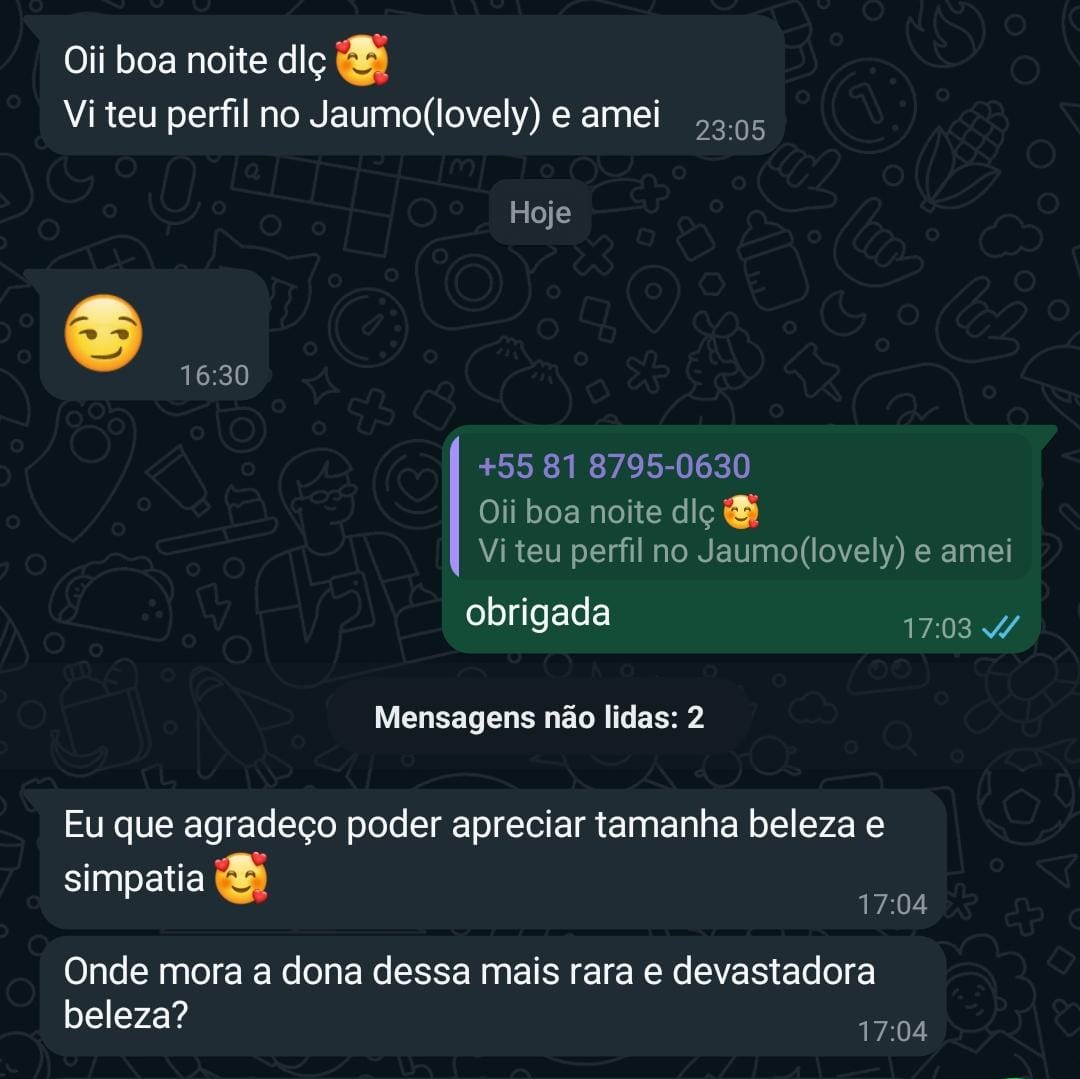 Oii boa noite dlç🥰
Vi teu perfil no Jaumo(lovely) e amei
23:05
Hoje
😏
16:30
+55 81 8795-0630
Oii boa noite dlç🥰
Vi teu perfil no Jaumo(lovely) e amei
obrigada
17:03
Mensagens não lidas: 2
Eu que agradeço poder apreciar tamanha beleza e
simpatia🥰
17:04
Onde mora a dona dessa mais rara e devastadora
beleza?
17:04